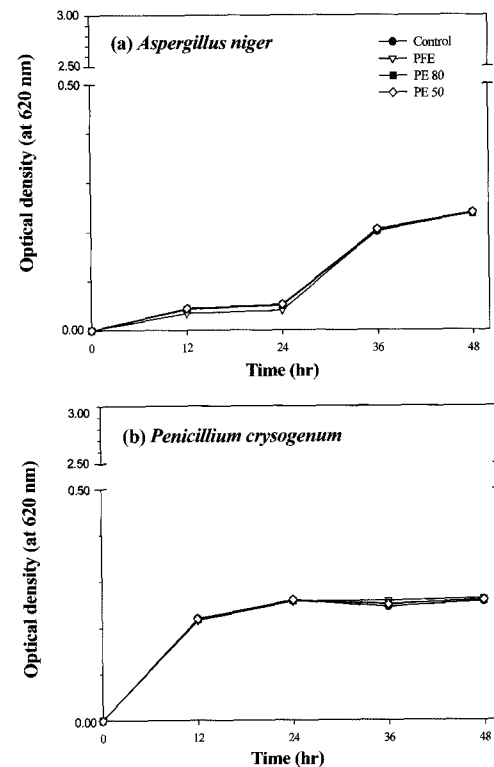 3.00
(a) Aspergillus niger
2.50
0.50
Control
PFE
PE 80
PE 50
Optical density (at 620 nm)
0.00
0
12
24
36
48
Time (hr)
3.00
(b) Penicillium crysogenum
2.50
0.50
Optical density (at 620 nm)
0.00
0
12
24
36
48
Time (hr)